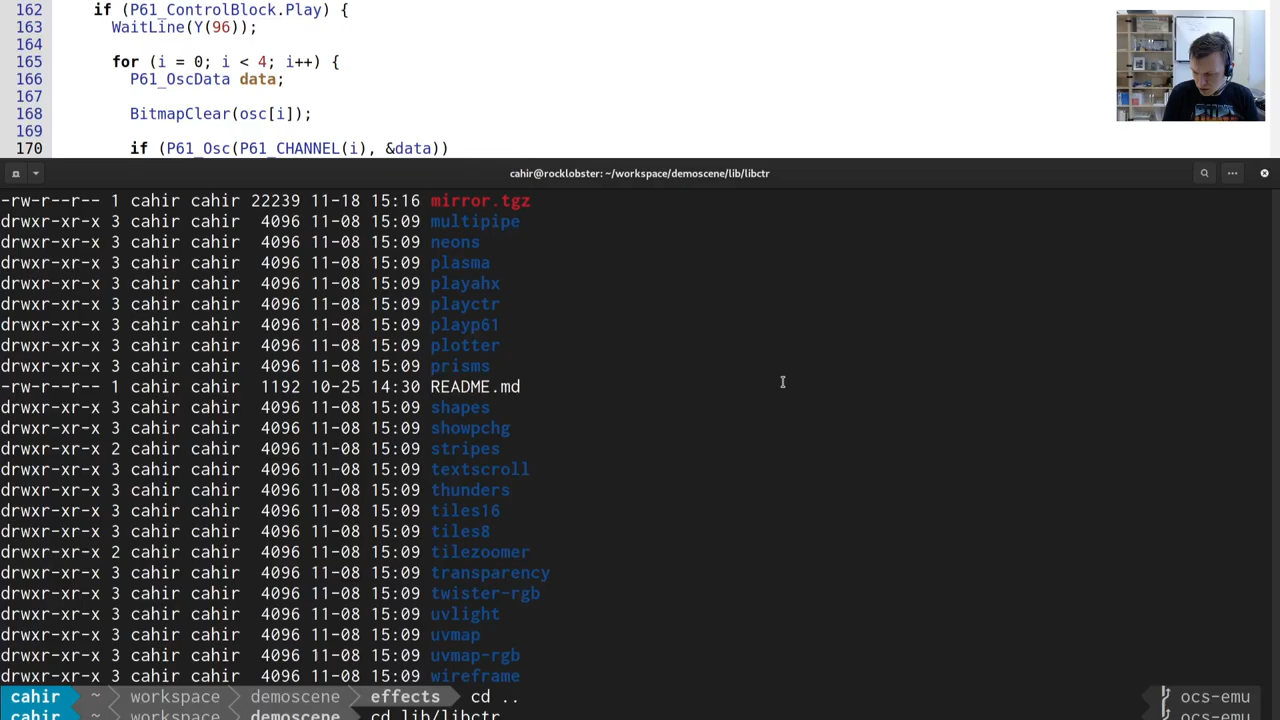 162 if (P61_ControlBlock.Play) {
163 WaitLine(Y(96));
164
165 for (i = 0; i < 4; i++) {
166 P61_OscData data;
167
168 BitmapClear(osc[i]);
169
170 if (P61_Osc(P61_CHANNEL(i), &data))
cahir@rocklobster: ~/workspace/demoscene/lib/libctr
-rw-r--r-- 1 cahir cahir 22239 11-18 15:16 mirror.tgz
drwxr-xr-x 3 cahir cahir 4096 11-08 15:09 multipipe
drwxr-xr-x 3 cahir cahir 4096 11-08 15:09 neons
drwxr-xr-x 3 cahir cahir 4096 11-08 15:09 plasma
drwxr-xr-x 3 cahir cahir 4096 11-08 15:09 playahx
drwxr-xr-x 3 cahir cahir 4096 11-08 15:09 playctr
drwxr-xr-x 3 cahir cahir 4096 11-08 15:09 playp61
drwxr-xr-x 3 cahir cahir 4096 11-08 15:09 plotter
drwxr-xr-x 3 cahir cahir 4096 11-08 15:09 prisms
-rw-r--r-- 1 cahir cahir 1192 10-25 14:30 README.md
drwxr-xr-x 3 cahir cahir 4096 11-08 15:09 shapes
drwxr-xr-x 3 cahir cahir 4096 11-08 15:09 showpchg
drwxr-xr-x 2 cahir cahir 4096 11-08 15:09 stripes
drwxr-xr-x 3 cahir cahir 4096 11-08 15:09 textscroll
drwxr-xr-x 3 cahir cahir 4096 11-08 15:09 thunders
drwxr-xr-x 3 cahir cahir 4096 11-08 15:09 tiles16
drwxr-xr-x 3 cahir cahir 4096 11-08 15:09 tiles8
drwxr-xr-x 2 cahir cahir 4096 11-08 15:09 tilezoomer
drwxr-xr-x 3 cahir cahir 4096 11-08 15:09 transparency
drwxr-xr-x 3 cahir cahir 4096 11-08 15:09 twister-rgb
drwxr-xr-x 3 cahir cahir 4096 11-08 15:09 uvlight
drwxr-xr-x 3 cahir cahir 4096 11-08 15:09 uvmap
drwxr-xr-x 3 cahir cahir 4096 11-08 15:09 uvmap-rgb
drwxr-xr-x 3 cahir cahir 4096 11-08 15:09 wireframe
cahir ~ workspace demoscene effects cd .. ocs-emu
cahir ~ workspace demoscene cd lib/libctr ocs-emu